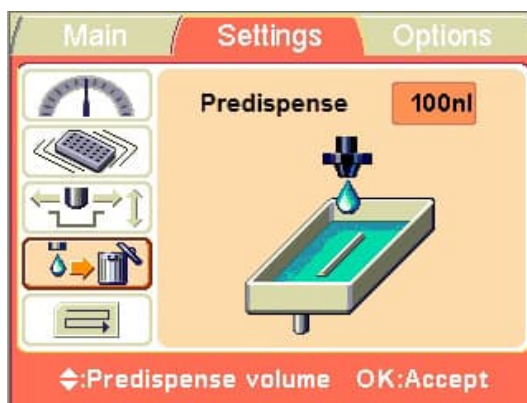 Main Settings Options
Predispense 100nl
:Predispense volume OK:Accept